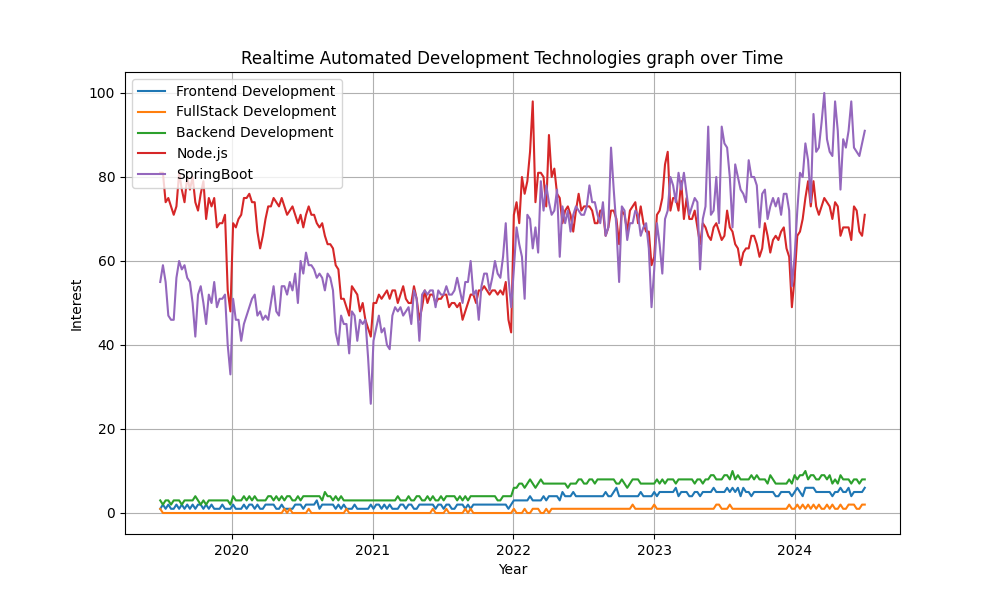 Realtime Automated Development Technologies graph over Time
100
80
60
40
20
0
Interest
Frontend Development
FullStack Development
Backend Development
Node.js
SpringBoot
2020
2021
2022
2023
2024
Year